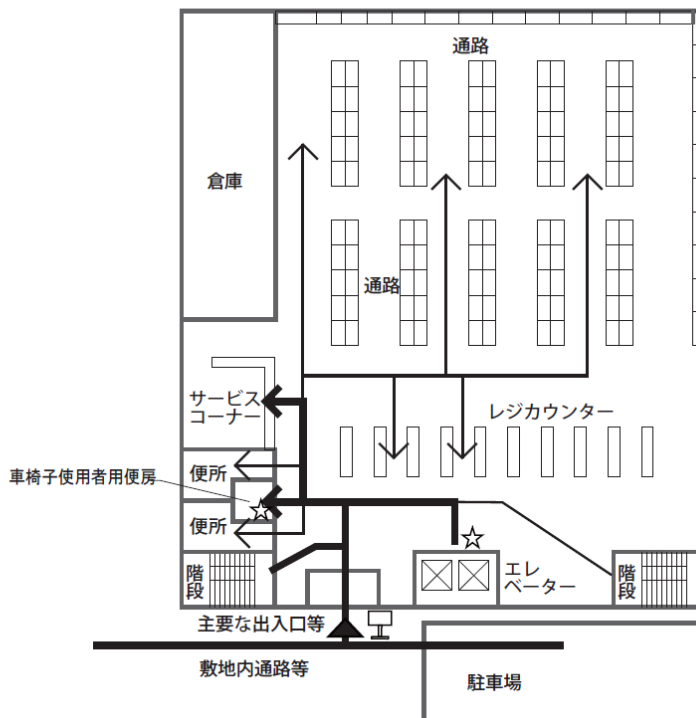 通路
倉庫
通路
サービス
コーナー
レジカウンター
便所
車椅子使用者用便房
便所
階
段
エレ
ベーター
階
段
主要な出入口等
敷地内通路等
駐車場